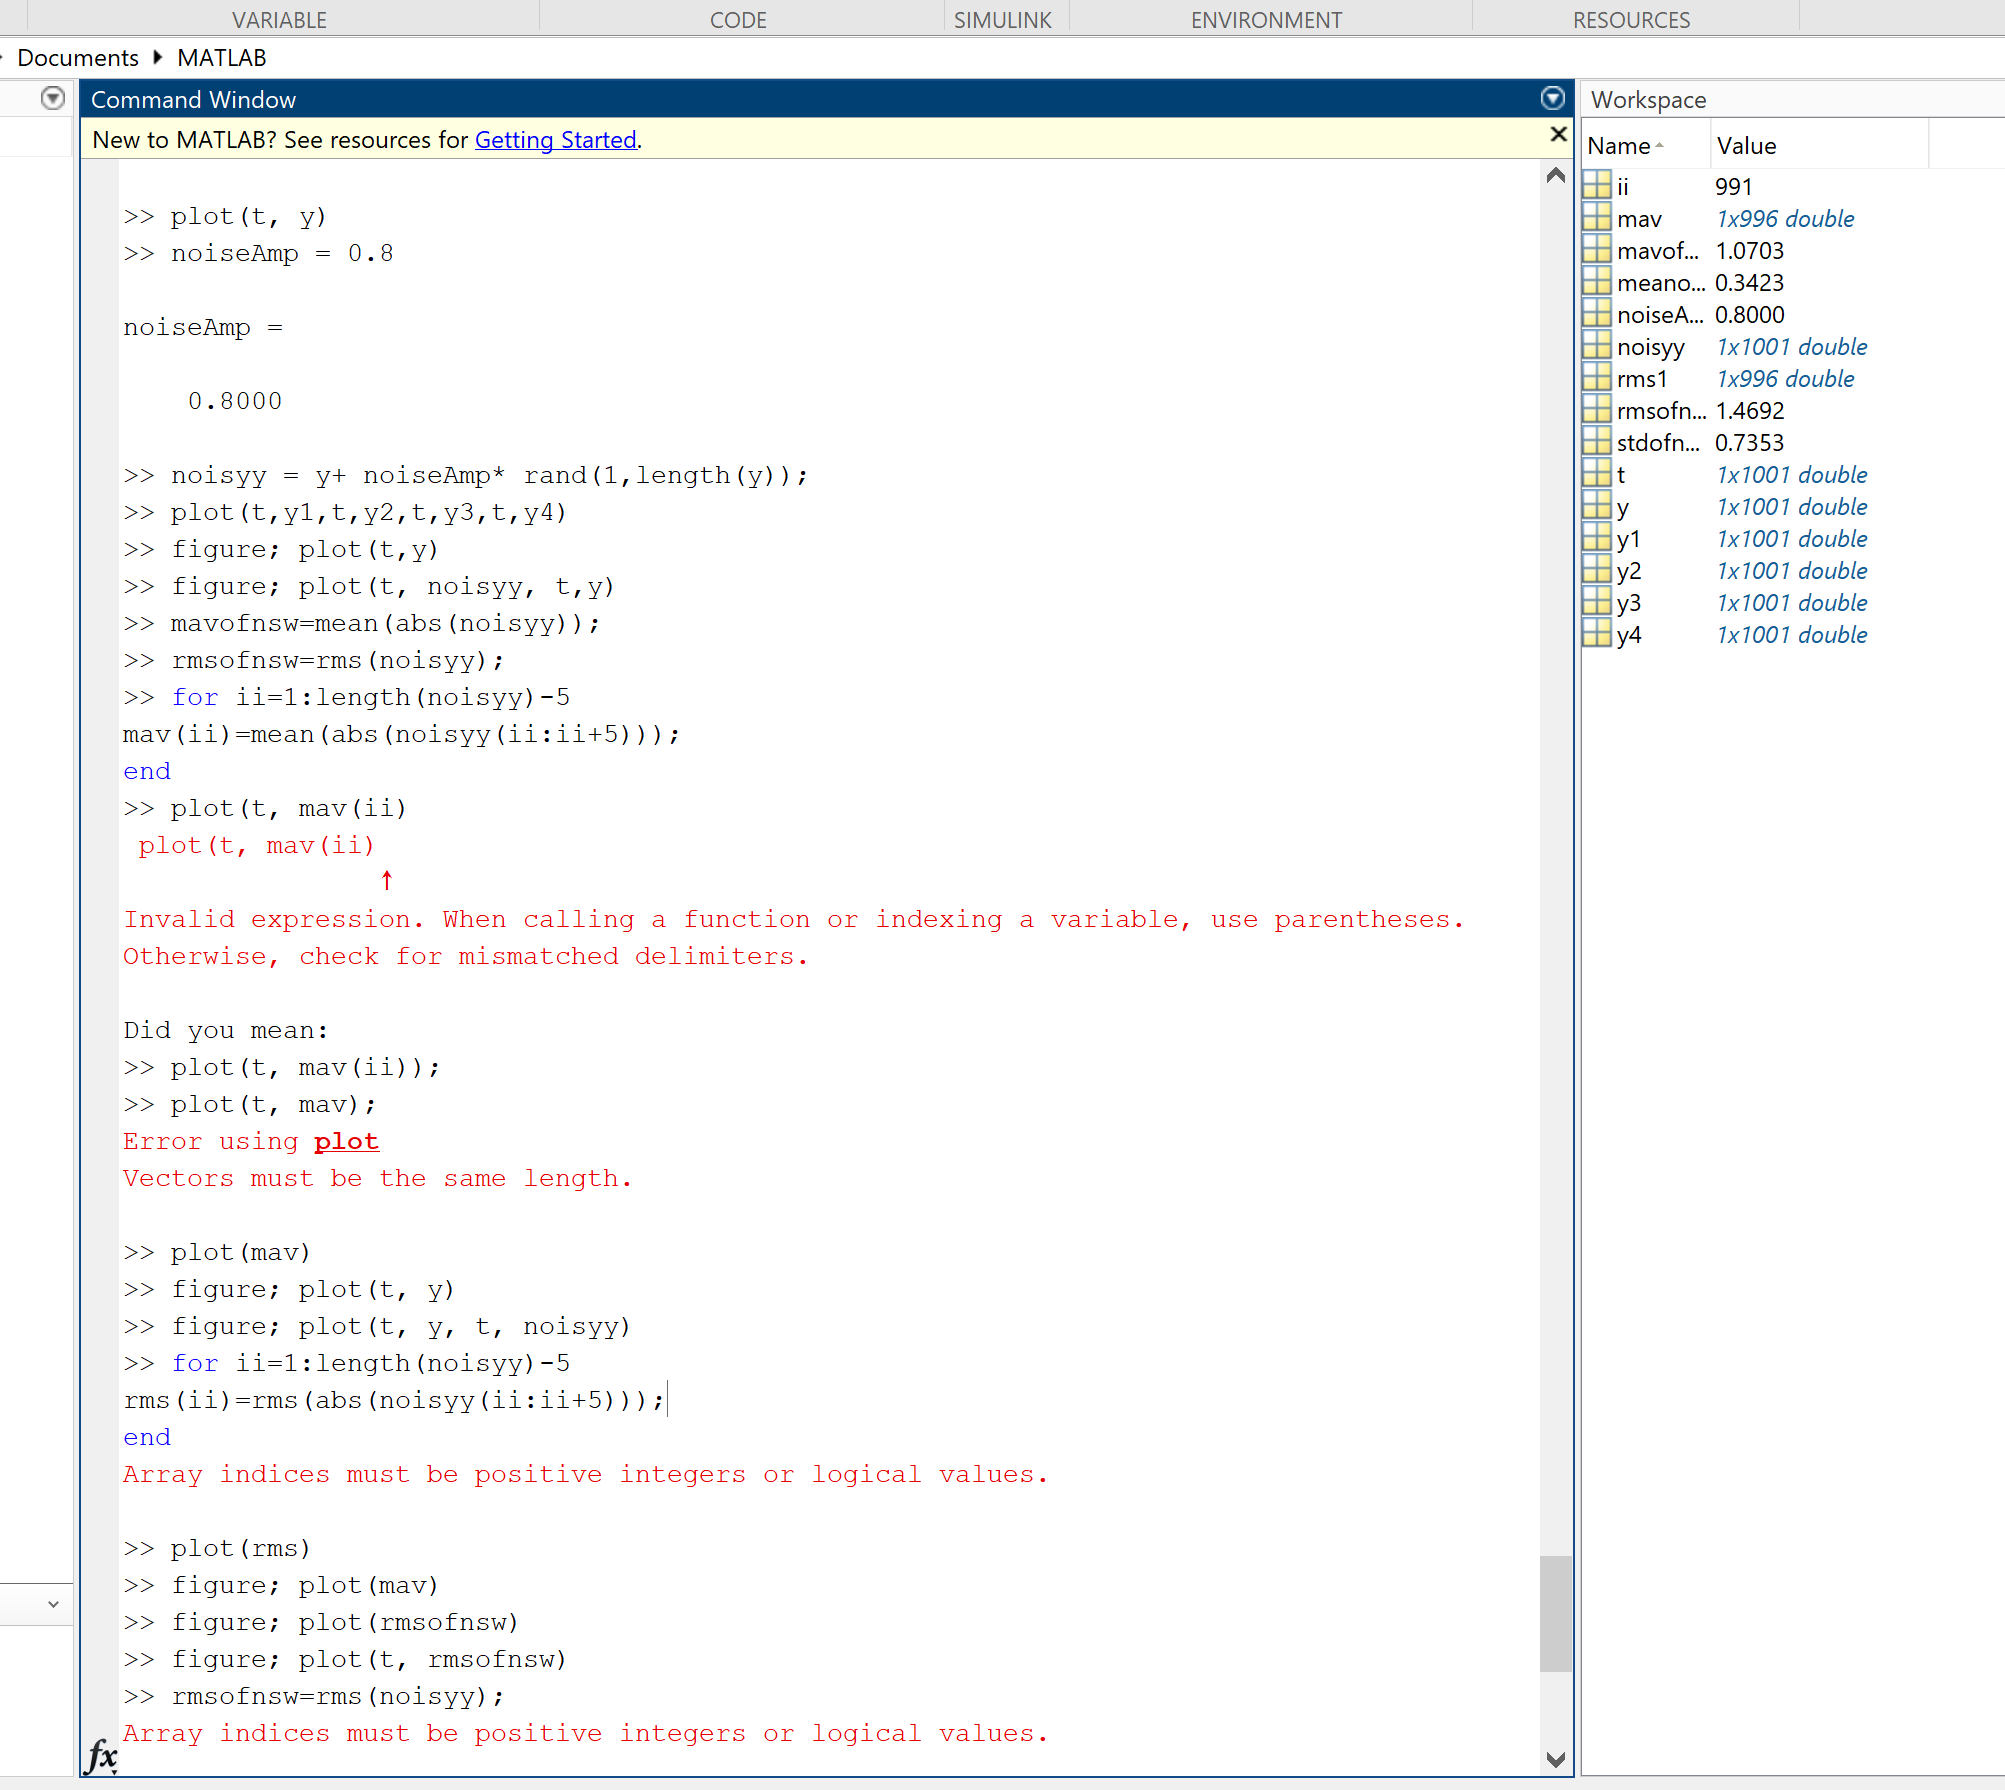 VARIABLE CODE SIMULINK ENVIRONMENT RESOURCES
Documents MATLAB
Command Window
New to MATLAB? See resources for Getting Started.
>> plot(t, y)
>> noiseAmp = 0.8
noiseAmp =
0.8000
>> noisyy = y+ noiseAmp* rand(1,length(y));
>> plot(t,y1,t,y2,t,y3,t,y4)
>> figure; plot(t,y)
>> figure; plot(t, noisyy, t,y)
>> mavofnsw=mean(abs(noisyy));
>> rmsofnsw=rms(noisyy);
>> for ii=1:length(noisyy)-5
mav(ii)=mean(abs(noisyy(ii:ii+5)));
end
>> plot(t, mav(ii)
plot(t, mav(ii)
↑
Invalid expression. When calling a function or indexing a variable, use parentheses.
Otherwise, check for mismatched delimiters.
Did you mean:
>> plot(t, mav(ii));
>> plot(t, mav);
Error using plot
Vectors must be the same length.
>> plot(mav)
>> figure; plot(t, y)
>> figure; plot(t, y, t, noisyy)
>> for ii=1:length(noisyy)-5
rms(ii)=rms(abs(noisyy(ii:ii+5)));
end
Array indices must be positive integers or logical values.
>> plot(rms)
>> figure; plot(mav)
>> figure; plot(rmsofnsw)
>> figure; plot(t, rmsofnsw)
>> rmsofnsw=rms(noisyy);
Array indices must be positive integers or logical values.
fx
Workspace
Name Value
ii 991
mav 1x996 double
mavof... 1.0703
meano... 0.3423
noiseA... 0.8000
noisyy 1x1001 double
rms1 1x996 double
rmsofn... 1.4692
stdofn... 0.7353
t 1x1001 double
y 1x1001 double
y1 1x1001 double
y2 1x1001 double
y3 1x1001 double
y4 1x1001 double